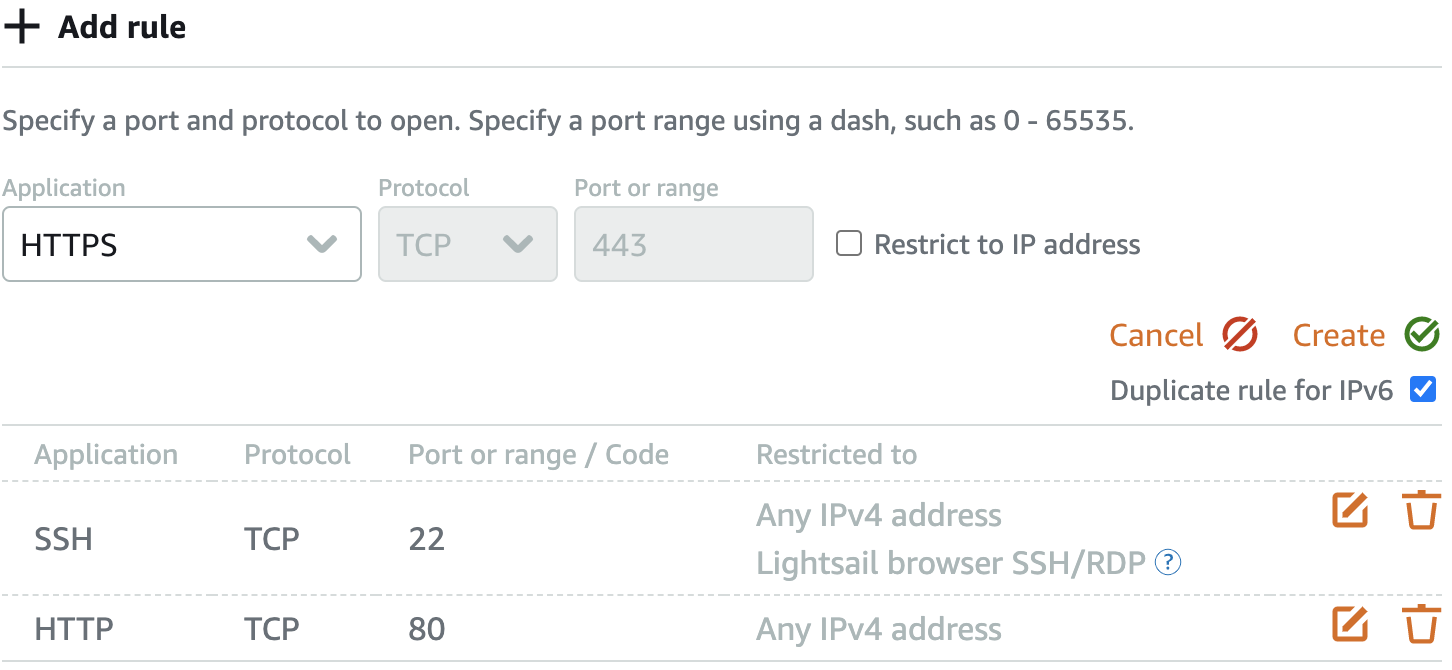 + Add rule
Specify a port and protocol to open. Specify a port range using a dash, such as 0 - 65535.
Application Protocol Port or range
HTTPS TCP 443 Restrict to IP address
Cancel Create
Duplicate rule for IPv6
Application Protocol Port or range / Code Restricted to
SSH TCP 22 Any IPv4 address
Lightsail browser SSH/RDP ?
HTTP TCP 80 Any IPv4 address